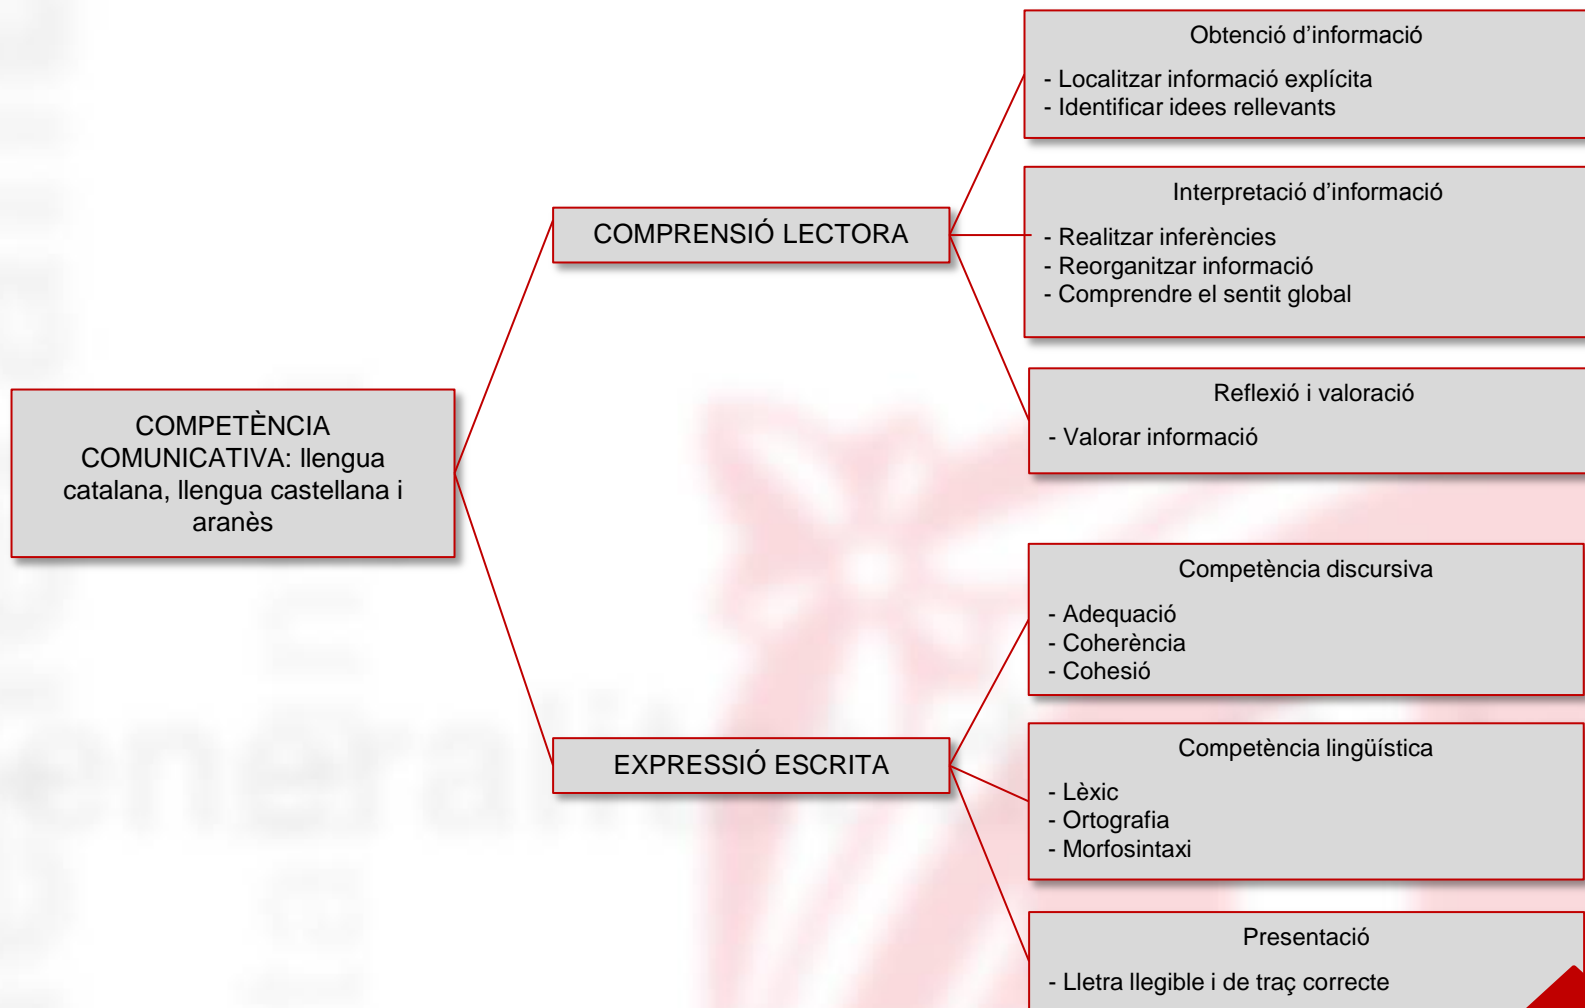 COMPETÈNCIA
COMUNICATIVA: llengua
catalana, llengua castellana i
aranès
COMPRENSIÓ LECTORA
Obtenció d’informació
- Localitzar informació explícita
- Identificar idees rellevants
Interpretació d’informació
- Realitzar inferències
- Reorganitzar informació
- Comprendre el sentit global
Reflexió i valoració
- Valorar informació
EXPRESSIÓ ESCRITA
Competència discursiva
- Adequació
- Coherència
- Cohesió
Competència lingüística
- Lèxic
- Ortografia
- Morfosintaxi
Presentació
- Lletra llegible i de traç correcte